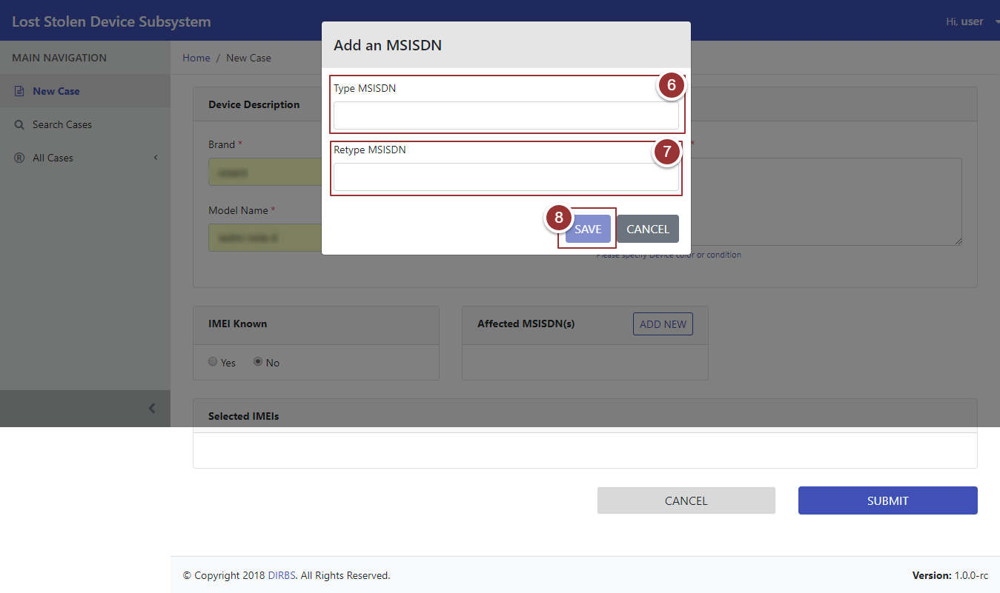 Lost Stolen Device Subsystem
Hi, user
MAIN NAVIGATION
New Case
Search Cases
® All Cases
Home / New Case
Add an MSISDN
Type MSISDN
6
Retype MSISDN
7
8
SAVE
CANCEL
Device Description
Brand *
*
Model Name *
Please specify Device color or condition
IMEI Known
Yes
No
Affected MSISDN(s)
ADD NEW
Selected IMEIs
CANCEL
SUBMIT
© Copyright 2018 DIRBS. All Rights Reserved.
Version: 1.0.0-rc